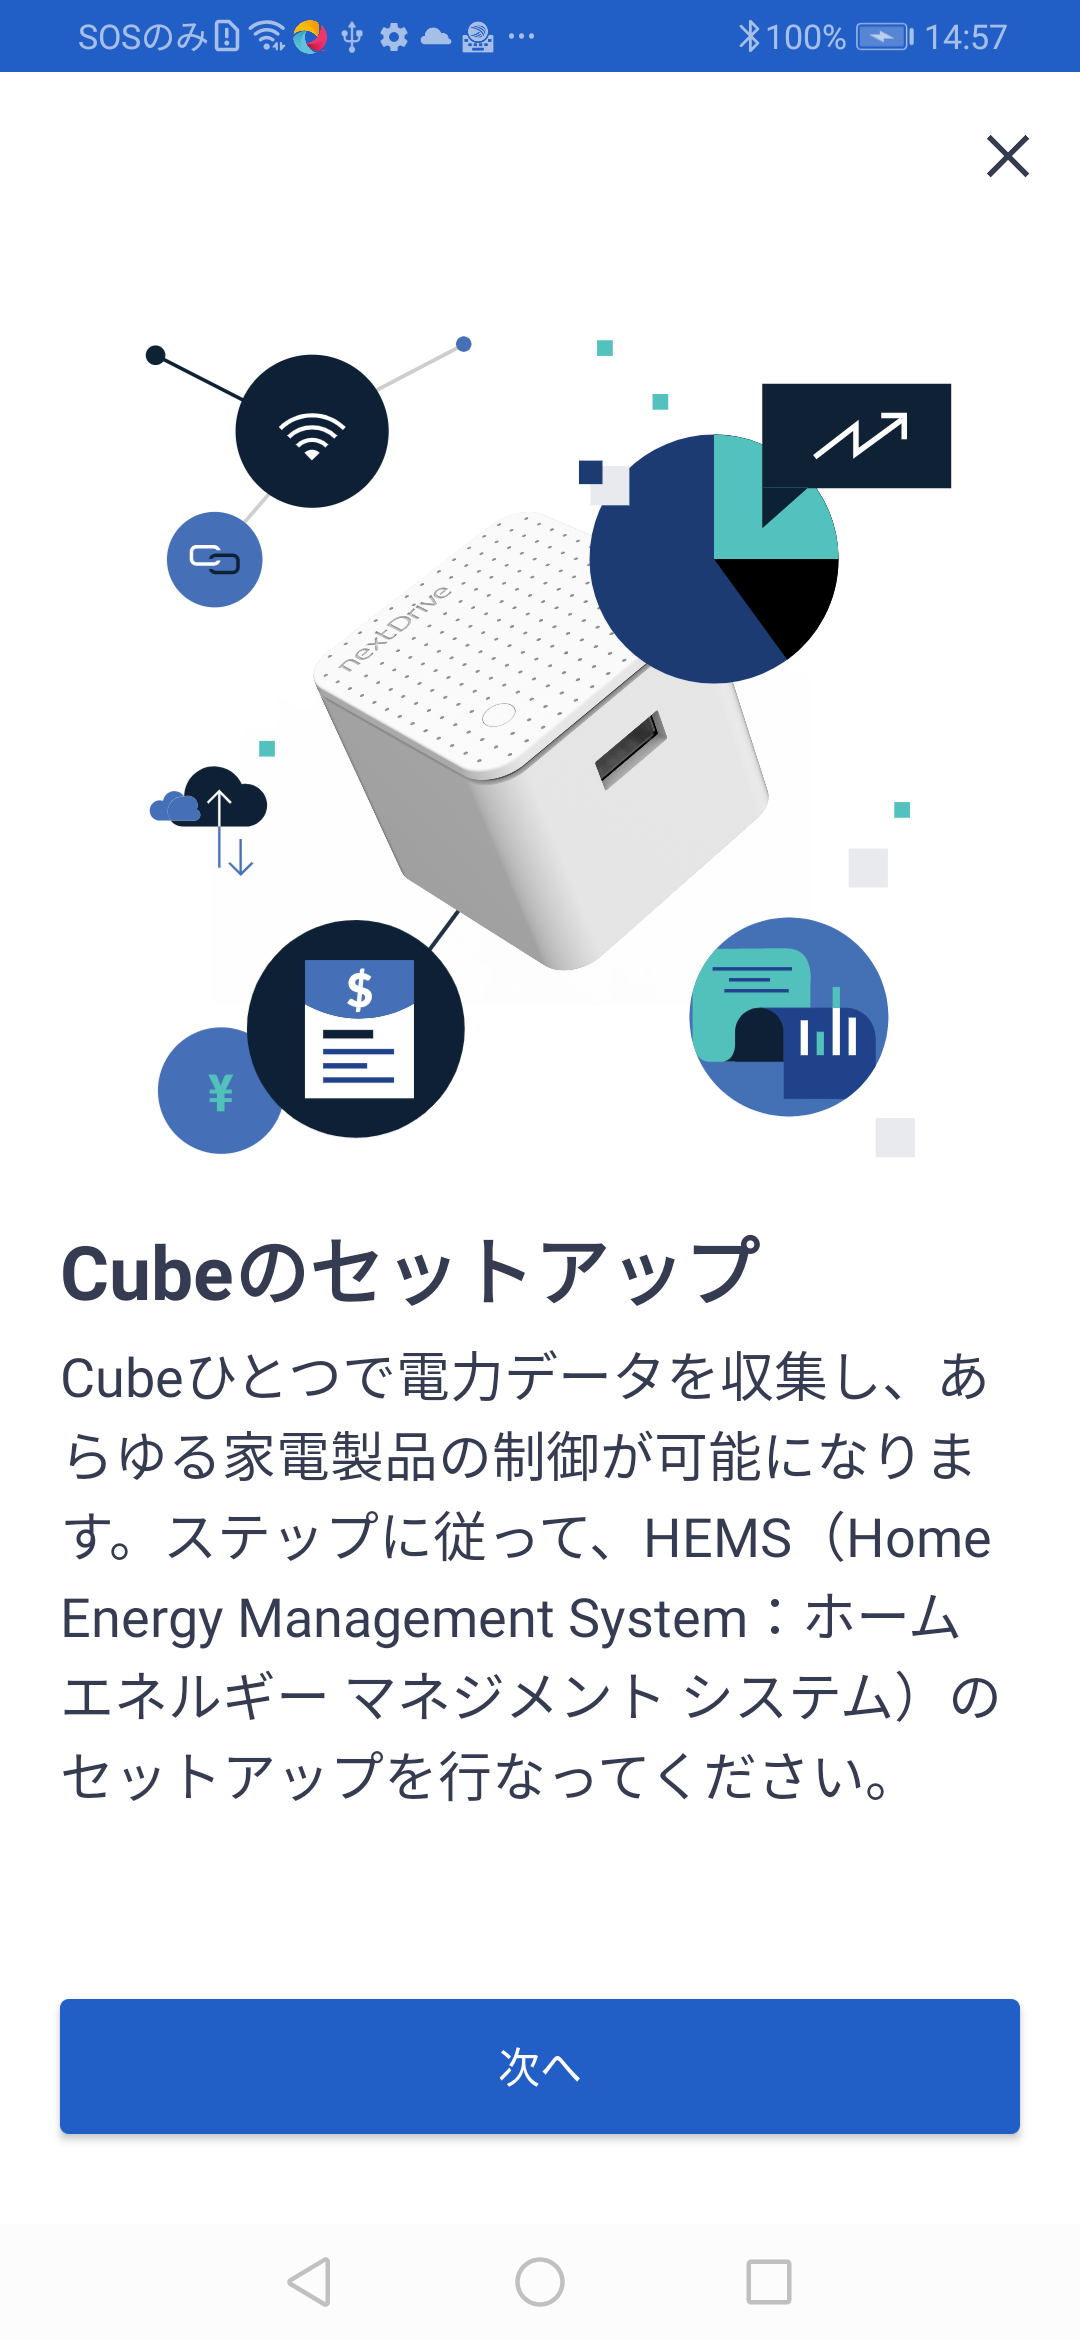 SOSのみ 100% 14:57
nextDrive
$
¥
Cubeのセットアップ
Cubeひとつで電力データを収集し、あ
らゆる家電製品の制御が可能になりま
す。ステップに従って、HEMS（Home
Energy Management System：ホーム
エネルギー マネジメント システム）の
セットアップを行なってください。
次へ